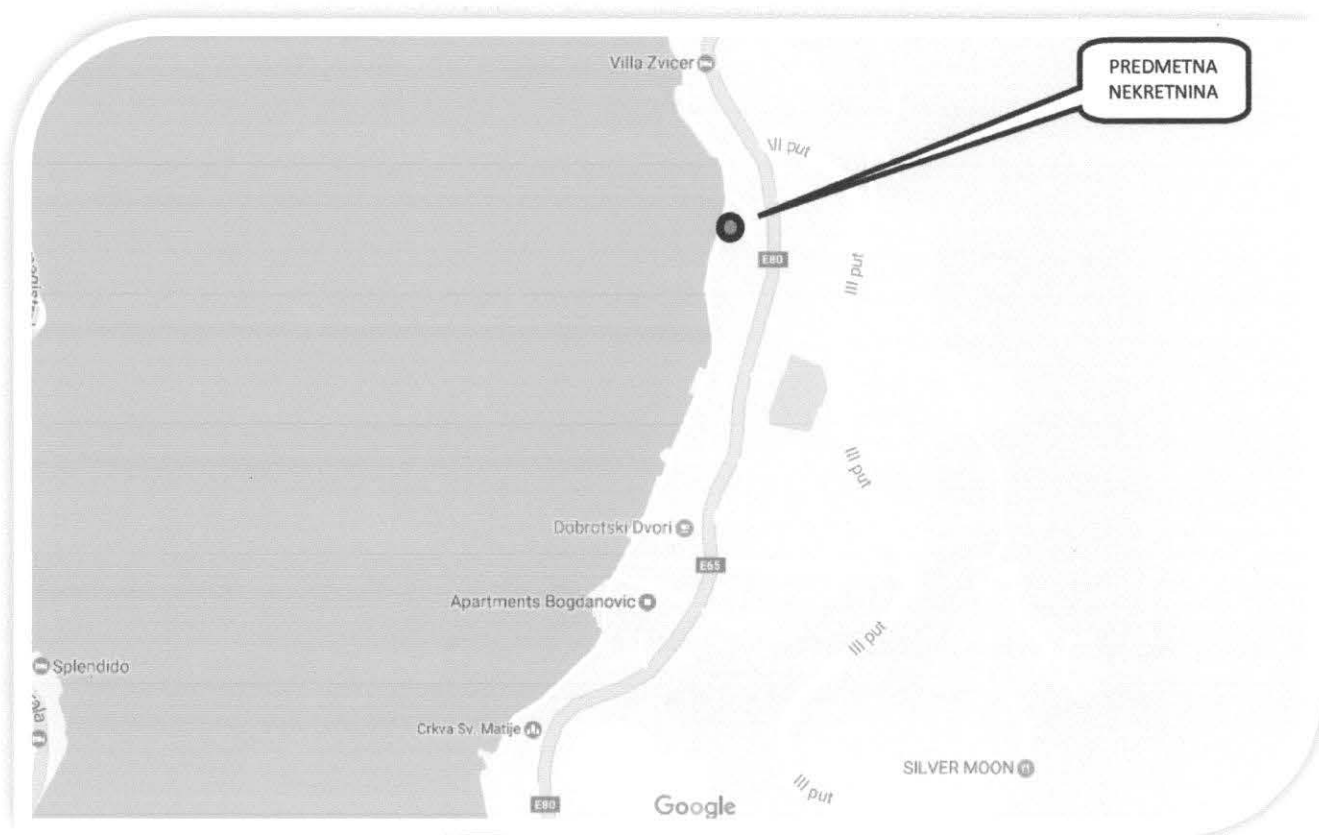 Villa Zvicer
PREDMETNA
NEKRETNINA
III put
E80
III put
III put
Dobrotski Dvori
E65
Apartments Bogdanovic
III put
Splendido
Crkva Sv. Matije
SILVER MOON
III put
E80
Google